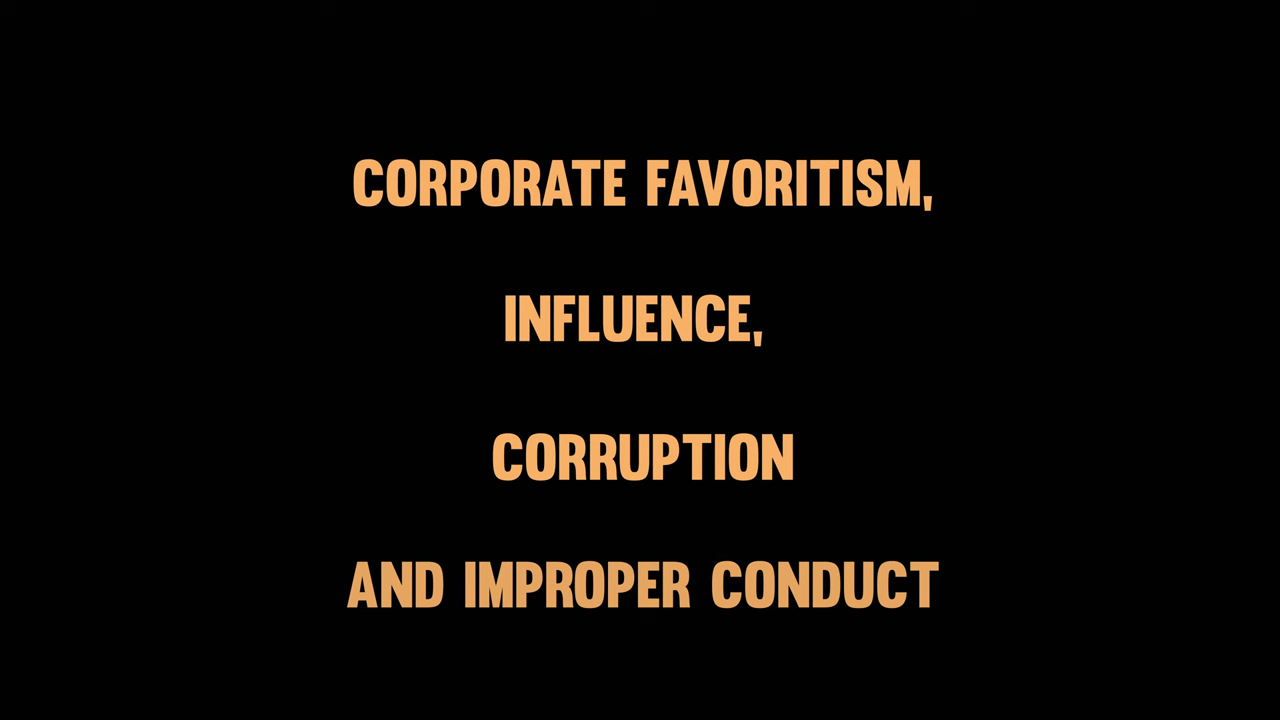 CORPORATE FAVORITISM,
INFLUENCE,
CORRUPTION
AND IMPROPER CONDUCT